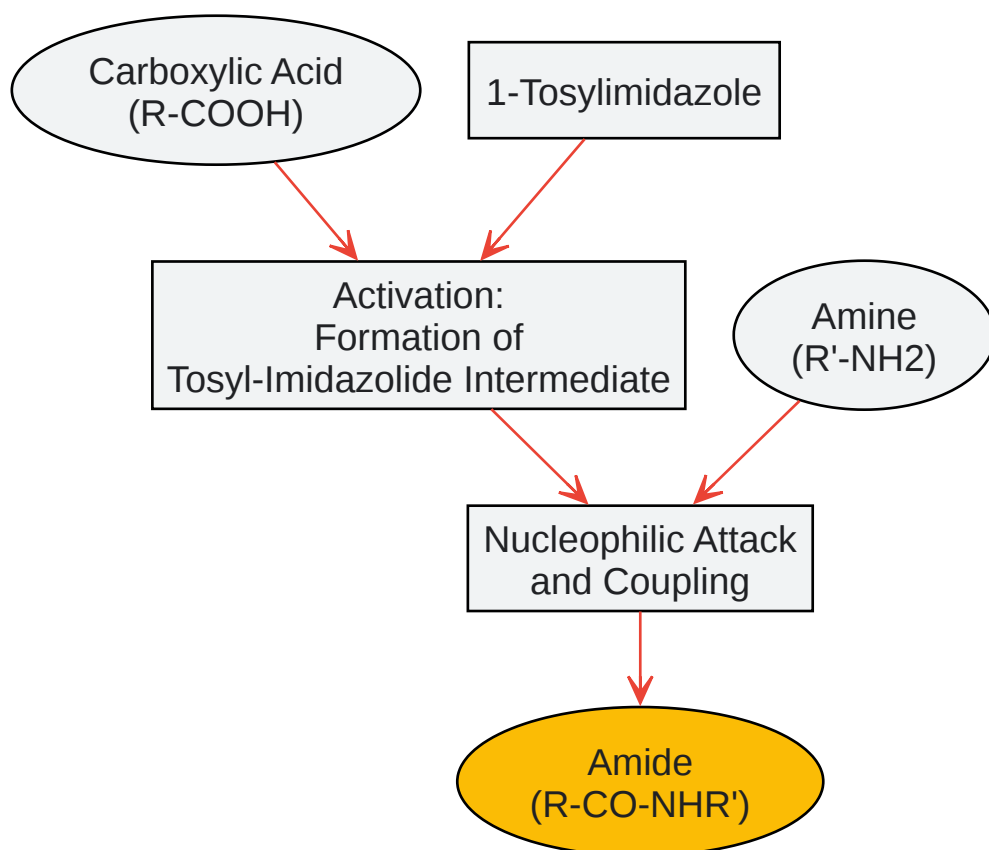 Carboxylic Acid
(R-COOH)
1-Tosylimidazole
Activation:
Formation of
Tosyl-Imidazolide Intermediate
Amine
(R'-NH2)
Nucleophilic Attack
and Coupling
Amide
(R-CO-NHR')